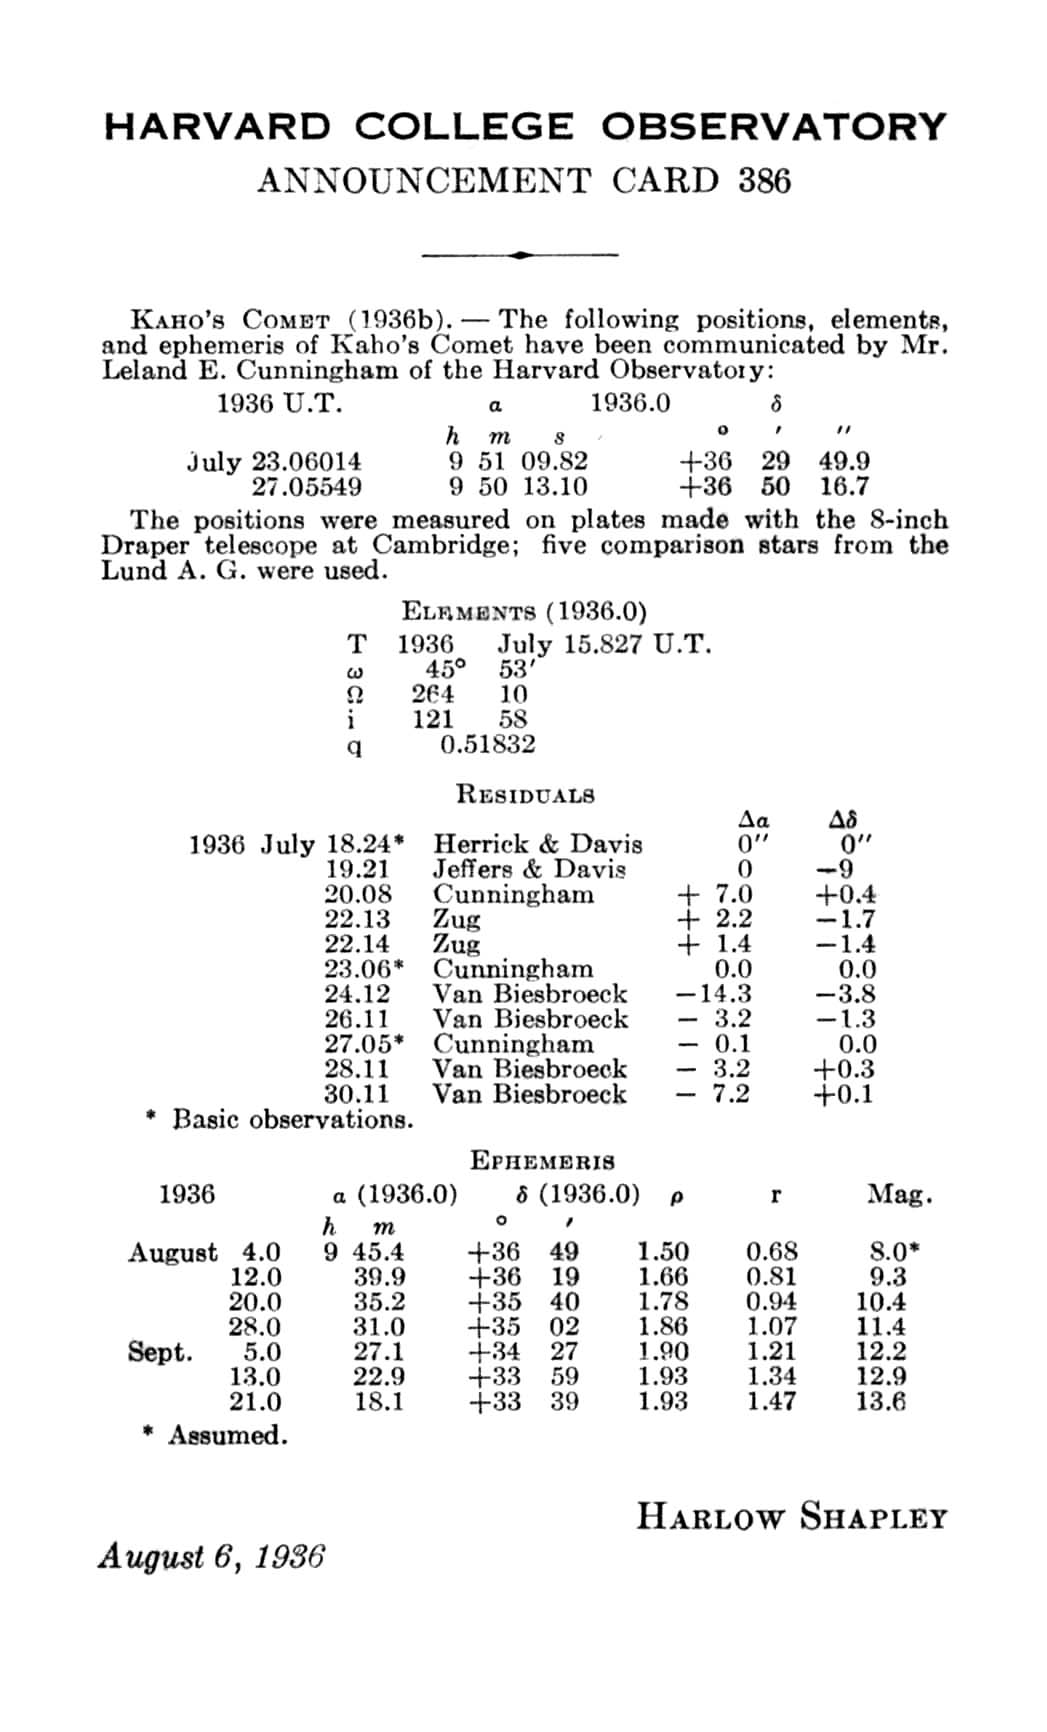 HARVARD COLLEGE OBSERVATORY
ANNOUNCEMENT CARD 386
KAHO'S COMET (1936b). — The following positions, elements,
and ephemeris of Kaho's Comet have been communicated by Mr.
Leland E. Cunningham of the Harvard Observatory:
1936 U.T. α 1936.0 δ
h m s ° ′ ″
July 23.06014 9 51 09.82 +36 29 49.9
27.05549 9 50 13.10 +36 50 16.7
The positions were measured on plates made with the 8-inch
Draper telescope at Cambridge; five comparison stars from the
Lund A. G. were used.
ELEMENTS (1936.0)
T 1936 July 15.827 U.T.
ω 45° 53′
Ω 264 10
i 121 58
q 0.51832
RESIDUALS
Δα Δδ
1936 July 18.24* Herrick & Davis 0″ 0″
19.21 Jeffers & Davis 0 −9
20.08 Cunningham + 7.0 +0.4
22.13 Zug + 2.2 −1.7
22.14 Zug + 1.4 −1.4
23.06* Cunningham 0.0 0.0
24.12 Van Biesbroeck −14.3 −3.8
26.11 Van Biesbroeck − 3.2 −1.3
27.05* Cunningham − 0.1 0.0
28.11 Van Biesbroeck − 3.2 +0.3
30.11 Van Biesbroeck − 7.2 +0.1
* Basic observations.
EPHEMERIS
1936 α (1936.0) δ (1936.0) ρ r Mag.
h m ° ′
August 4.0 9 45.4 +36 49 1.50 0.68 8.0*
12.0 39.9 +36 19 1.66 0.81 9.3
20.0 35.2 +35 40 1.78 0.94 10.4
28.0 31.0 +35 02 1.86 1.07 11.4
Sept. 5.0 27.1 +34 27 1.90 1.21 12.2
13.0 22.9 +33 59 1.93 1.34 12.9
21.0 18.1 +33 39 1.93 1.47 13.6
* Assumed.
HARLOW SHAPLEY
August 6, 1936